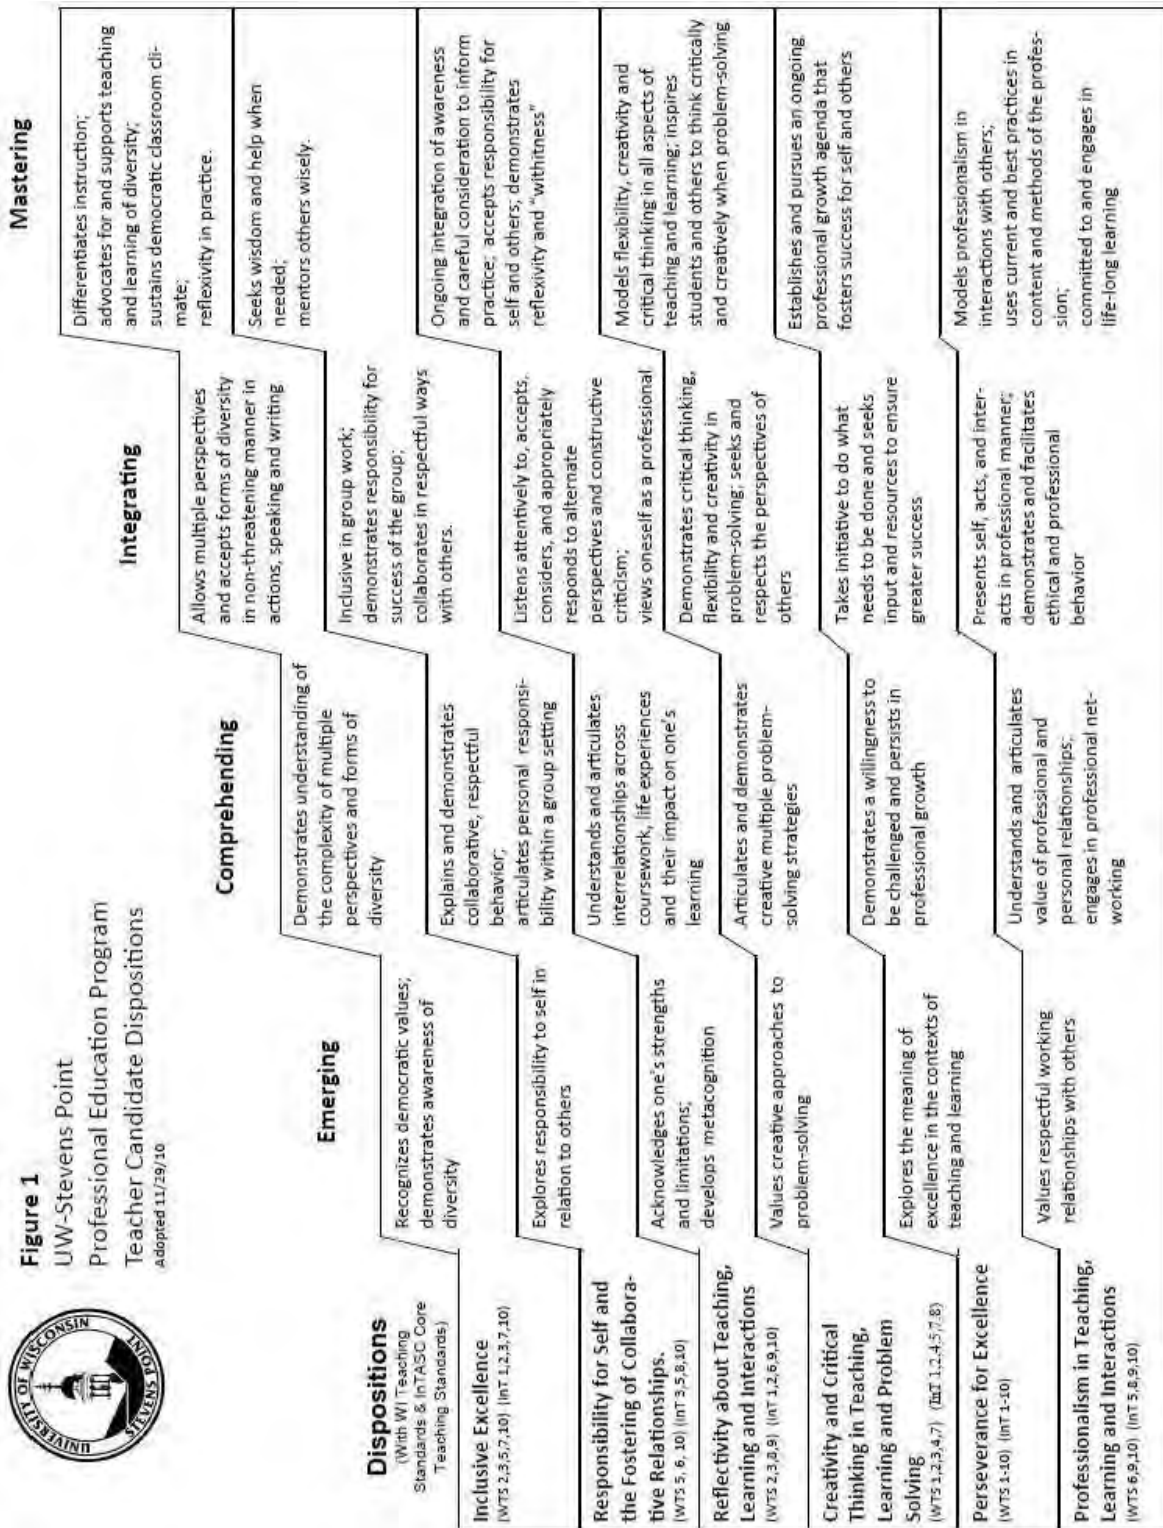 UNIVERSITY OF WISCONSIN
STEVENS POINT
Figure 1
UW-Stevens Point
Professional Education Program
Teacher Candidate Dispositions
Adopted 11/29/10
Dispositions
(With WI Teaching
Standards & InTASC Core
Teaching Standards)
Emerging
Comprehending
Integrating
Mastering
Inclusive Excellence
(WTS 2,3,5,7,10) (InT 1,2,3,7,10)
Recognizes democratic values;
demonstrates awareness of
diversity
Demonstrates understanding of
the complexity of multiple
perspectives and forms of
diversity
Allows multiple perspectives
and accepts forms of diversity
in non-threatening manner in
actions, speaking and writing
Differentiates instruction;
advocates for and supports teaching
and learning of diversity;
sustains democratic classroom cli-
mate;
reflexivity in practice.
Responsibility for Self and
the Fostering of Collabora-
tive Relationships.
(WTS 5, 6, 10) (InT 3,5,8,10)
Explores responsibility to self in
relation to others
Explains and demonstrates
collaborative, respectful
behavior;
articulates personal responsi-
bility within a group setting
Inclusive in group work;
demonstrates responsibility for
success of the group;
collaborates in respectful ways
with others.
Seeks wisdom and help when
needed;
mentors others wisely.
Reflectivity about Teaching,
Learning and Interactions
(WTS 2,3,8,9) (InT 1,2,6,9,10)
Acknowledges one's strengths
and limitations;
develops metacognition
Understands and articulates
interrelationships across
coursework, life experiences
and their impact on one's
learning
Listens attentively to, accepts,
considers, and appropriately
responds to alternate
perspectives and constructive
criticism;
views oneself as a professional
Ongoing integration of awareness
and careful consideration to inform
practice; accepts responsibility for
self and others; demonstrates
reflexivity and "withitness"
Creativity and Critical
Thinking in Teaching,
Learning and Problem
Solving
(WTS 1,2,3,4,7) (InT 1,2,4,5,7,8)
Values creative approaches to
problem-solving
Articulates and demonstrates
creative multiple problem-
solving strategies
Demonstrates critical thinking,
flexibility and creativity in
problem-solving; seeks and
respects the perspectives of
others
Models flexibility, creativity and
critical thinking in all aspects of
teaching and learning; inspires
students and others to think critically
and creatively when problem-solving
Perseverance for Excellence
(WTS 1-10) (InT 1-10)
Explores the meaning of
excellence in the contexts of
teaching and learning
Demonstrates a willingness to
be challenged and persists in
professional growth
Takes initiative to do what
needs to be done and seeks
input and resources to ensure
greater success
Establishes and pursues an ongoing
professional growth agenda that
fosters success for self and others
Professionalism in Teaching,
Learning and Interactions
(WTS 6,9,10) (InT 5,8,9,10)
Values respectful working
relationships with others
Understands and articulates
value of professional and
personal relationships;
engages in professional net-
working
Presents self, acts, and inter-
acts in professional manner;
demonstrates and facilitates
ethical and professional
behavior
Models professionalism in
interactions with others;
uses current and best practices in
content and methods of the profes-
sion;
committed to and engages in
life-long learning